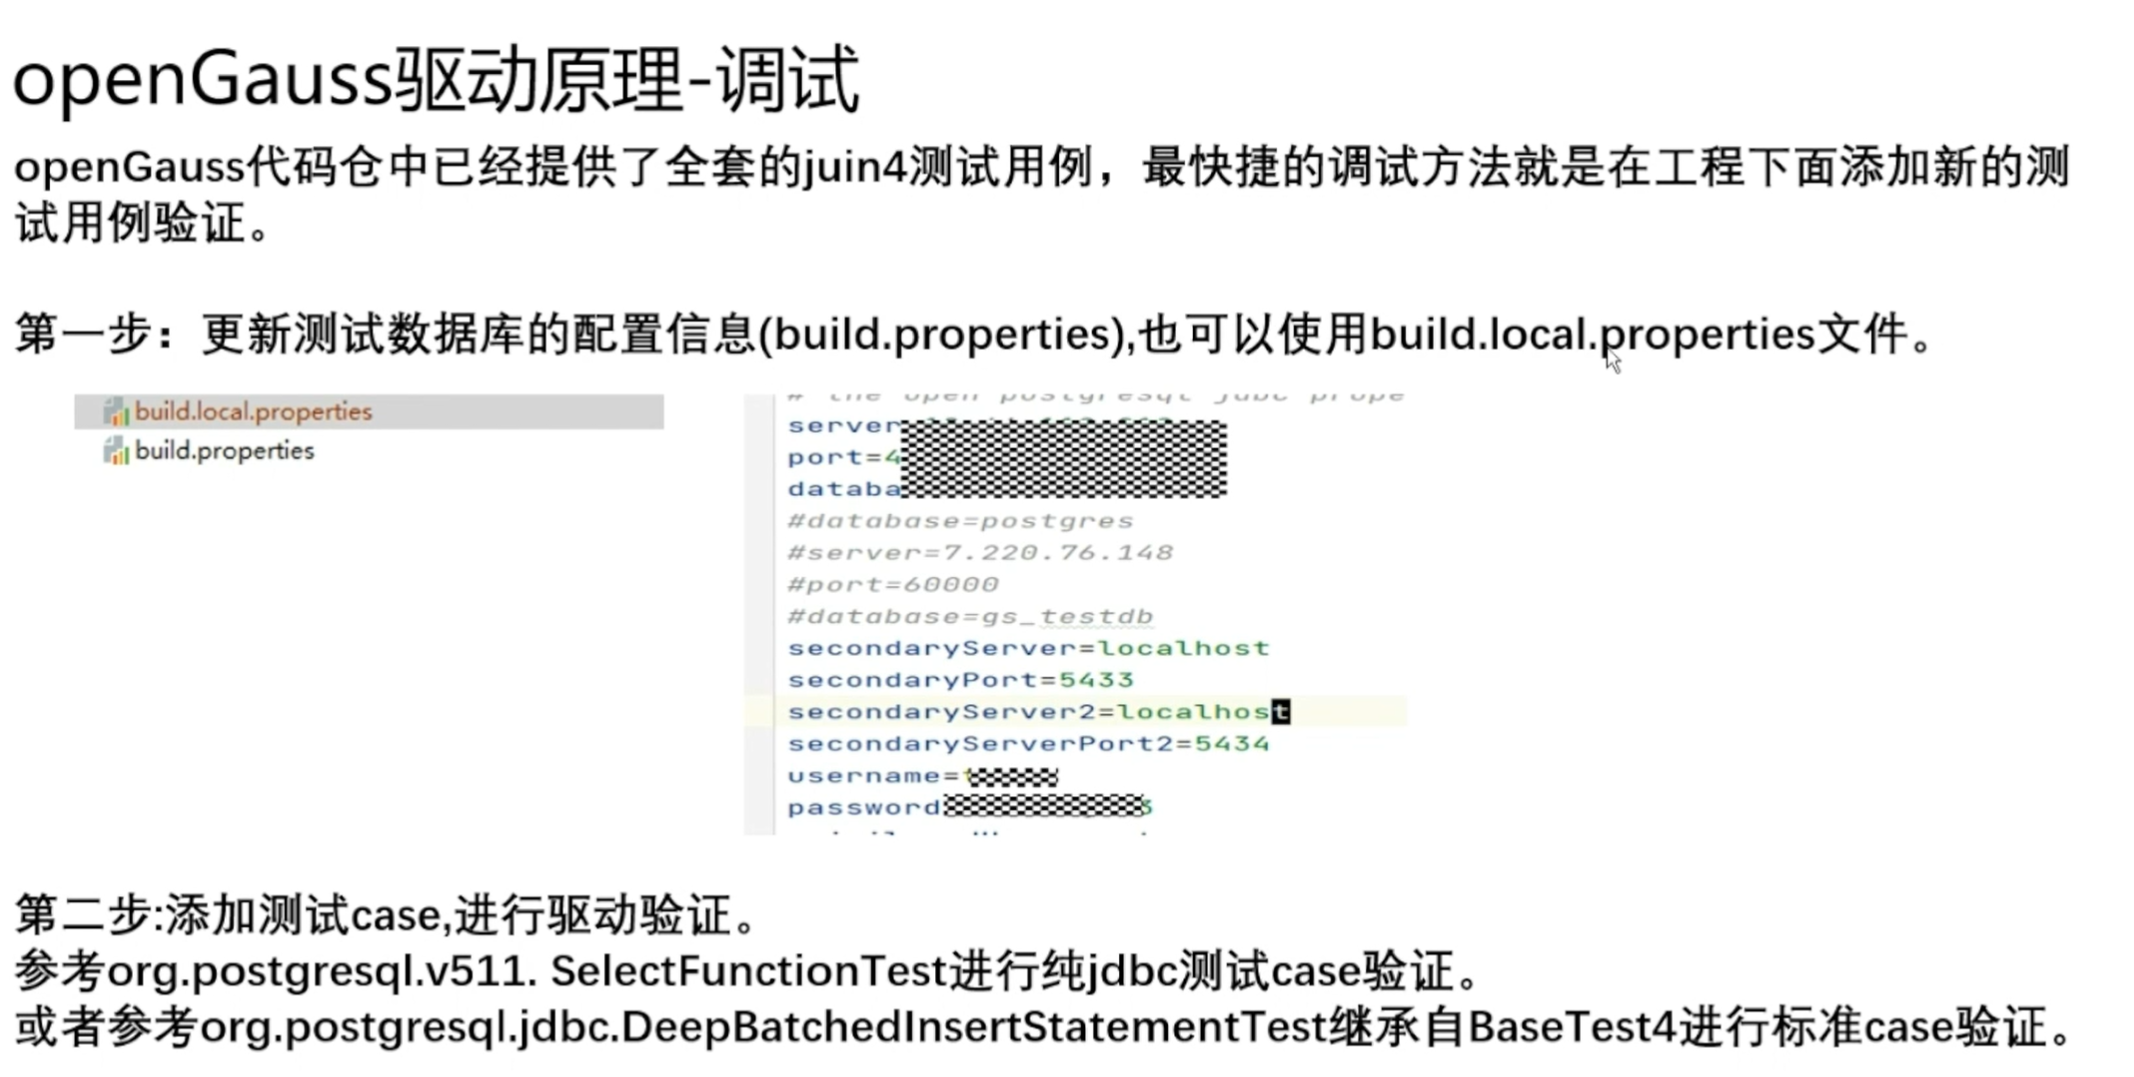 openGauss驱动原理-调试
openGauss代码仓中已经提供了全套的juin4测试用例，最快捷的调试方法就是在工程下面添加新的测
试用例验证。
第一步：更新测试数据库的配置信息(build.properties),也可以使用build.local.properties文件。
build.local.properties
build.properties
# the open postgresql jdbc prope
server
port=4
databa
#database=postgres
#server=7.220.76.148
#port=60000
#database=gs_testdb
secondaryServer=localhost
secondaryPort=5433
secondaryServer2=localhost
secondaryServerPort2=5434
username=
password
第二步:添加测试case,进行驱动验证。
参考org.postgresql.v511. SelectFunctionTest进行纯jdbc测试case验证。
或者参考org.postgresql.jdbc.DeepBatchedInsertStatementTest继承自BaseTest4进行标准case验证。